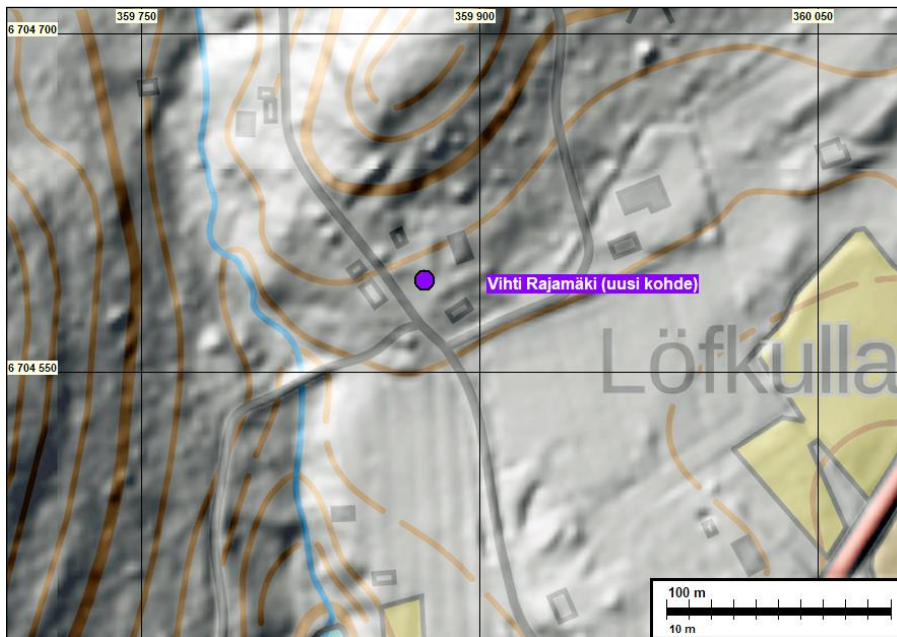 359 750
359 900
360 050
6 704 700
Vihti Rajamäki (uusi kohde)
Löfkulla
6 704 550
100 m
10 m